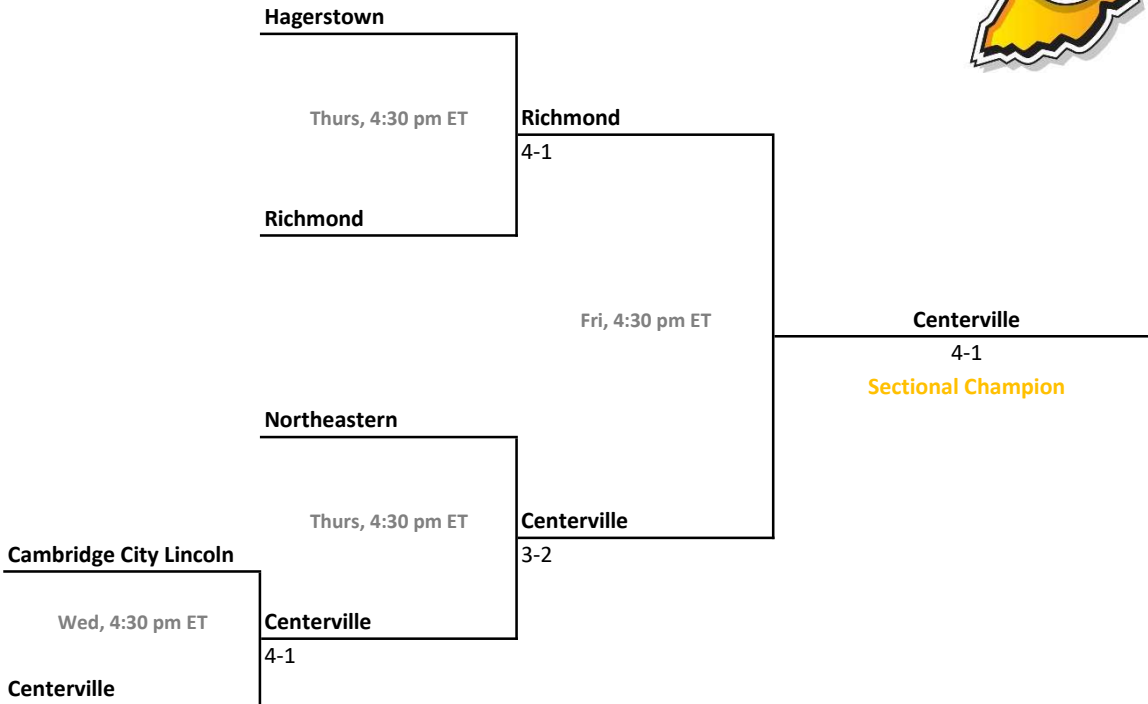 Hagerstown
Thurs, 4:30 pm ET
Richmond
4-1
Richmond
Fri, 4:30 pm ET
Centerville
4-1
Sectional Champion
Northeastern
Thurs, 4:30 pm ET
Centerville
3-2
Cambridge City Lincoln
Wed, 4:30 pm ET
Centerville
4-1
Centerville